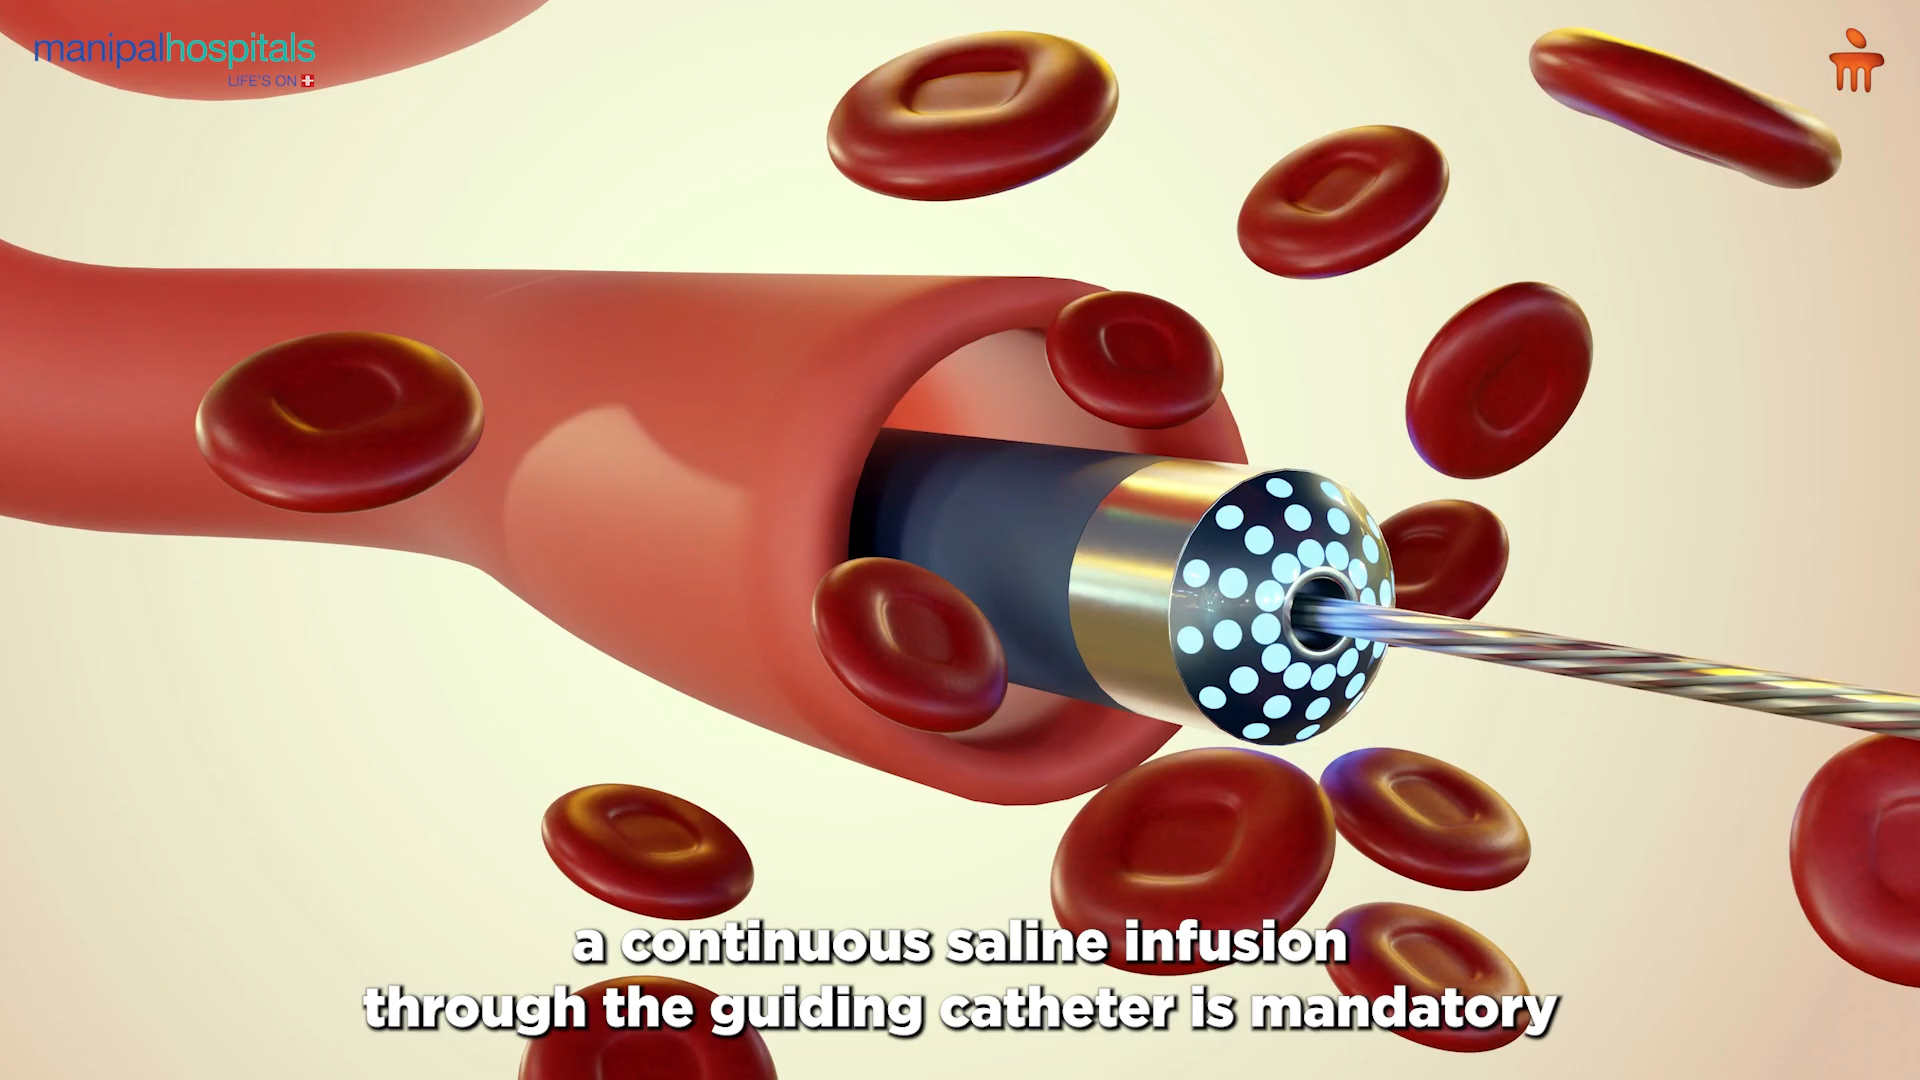 manipalhospitals
LIFE'S ON
a continuous saline infusion
through the guiding catheter is mandatory